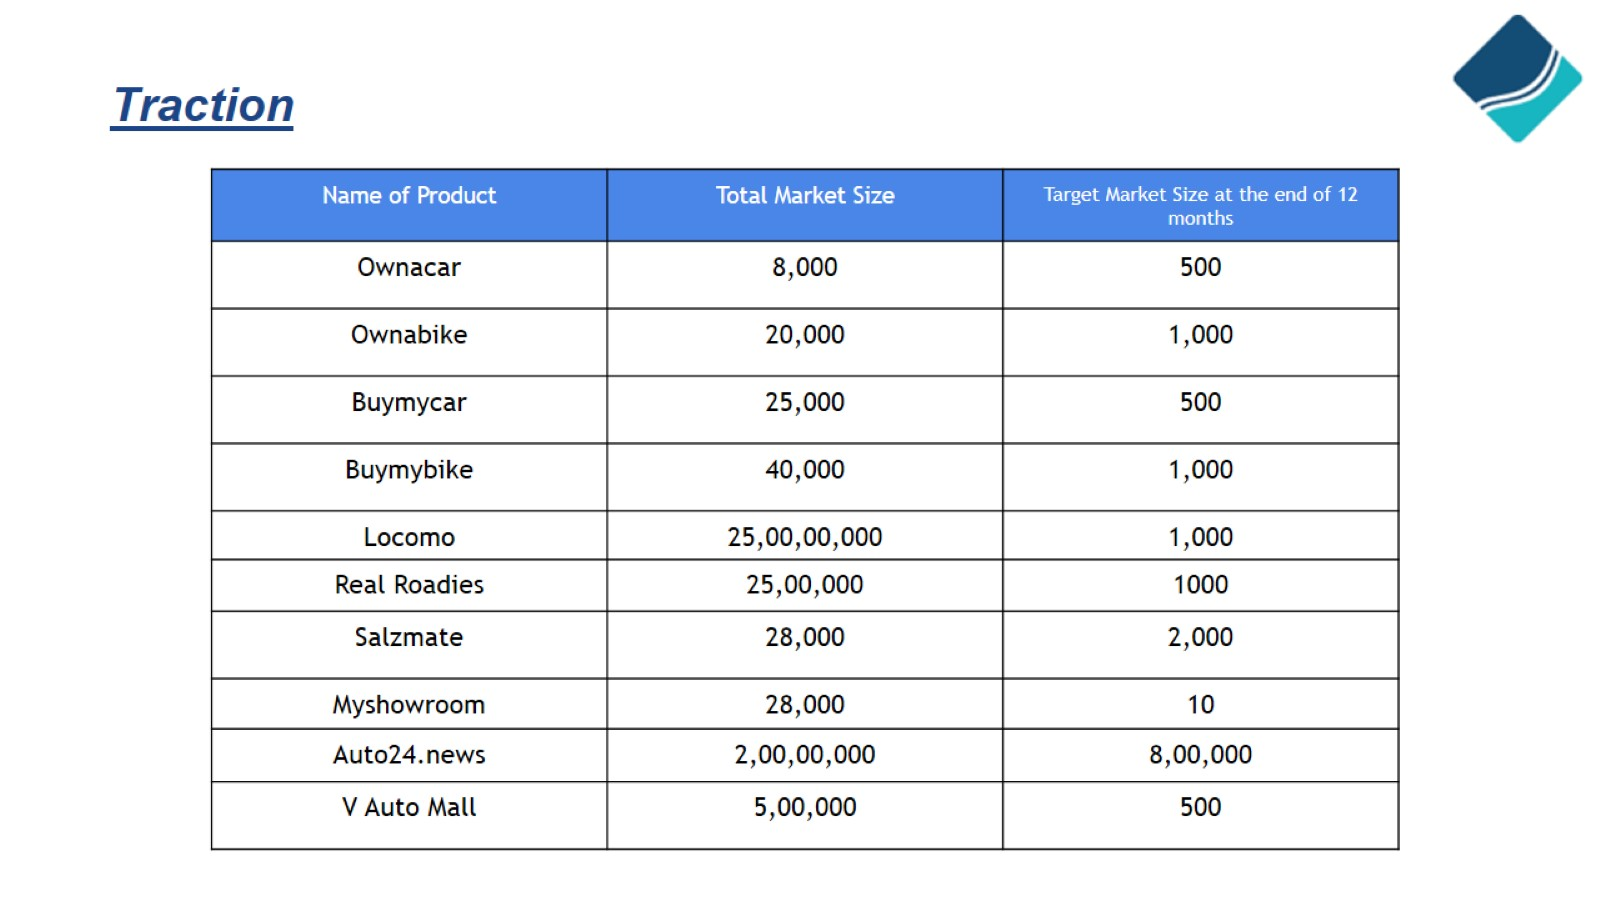 Traction
Name of Product
Total Market Size
Target Market Size at the end of 12
months
Ownacar
8,000
500
Ownabike
20,000
1,000
Buymycar
25,000
500
Buymybike
40,000
1,000
Locomo
25,00,00,000
1,000
Real Roadies
25,00,000
1000
Salzmate
28,000
2,000
Myshowroom
28,000
10
Auto24.news
2,00,00,000
8,00,000
V Auto Mall
5,00,000
500